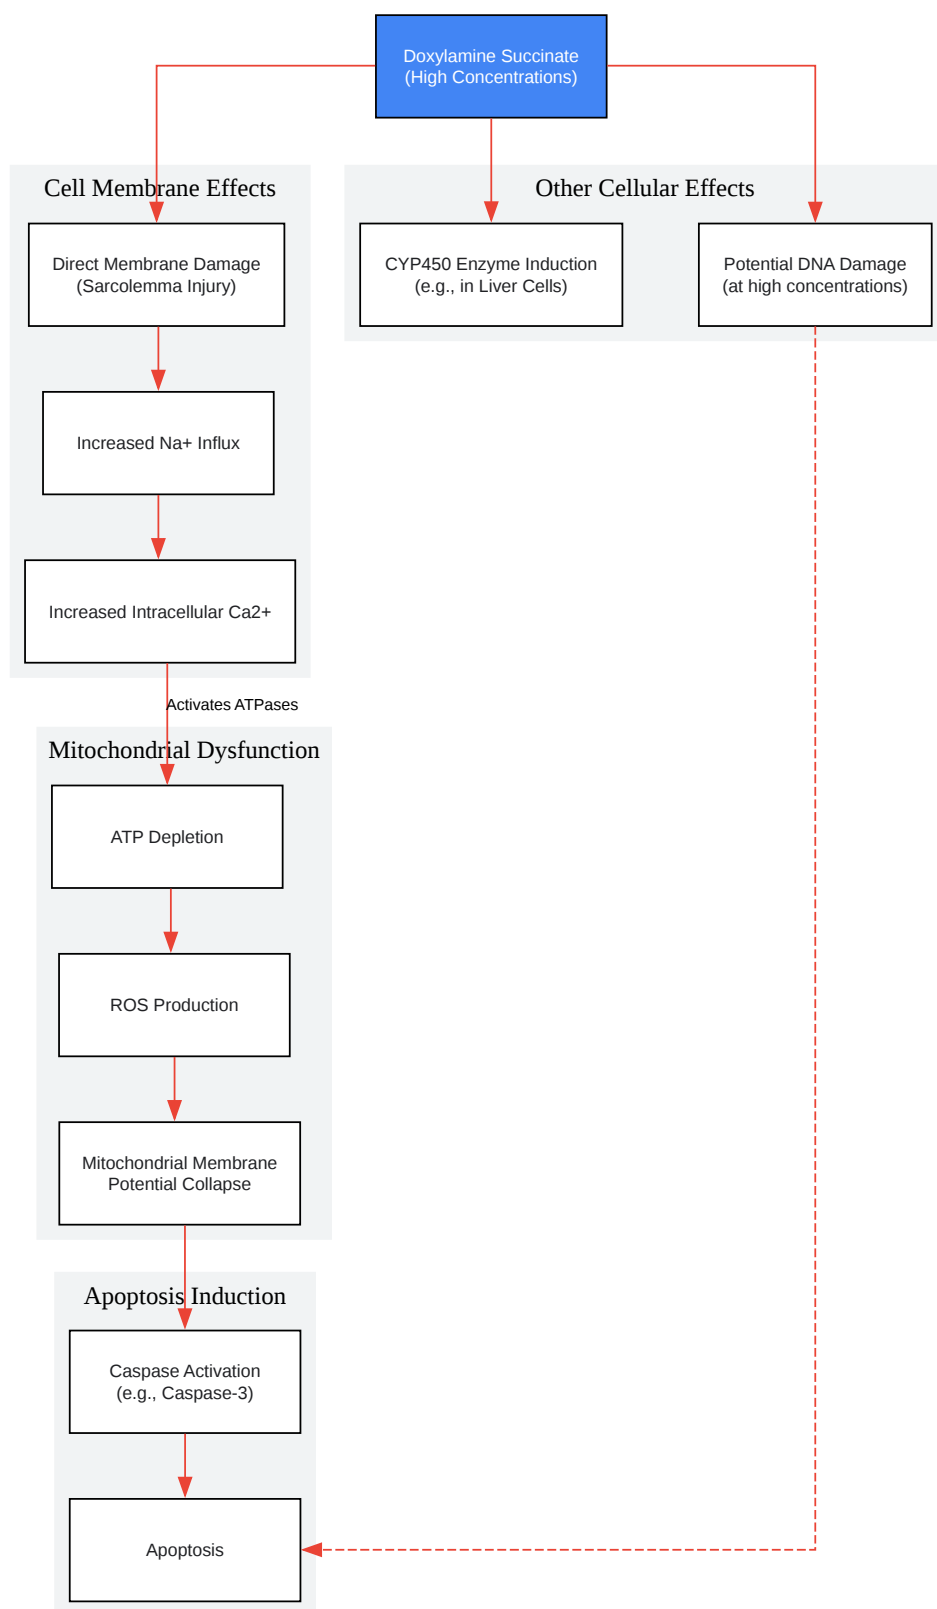 Doxylamine Succinate
(High Concentrations)
Cell Membrane Effects
Other Cellular Effects
Direct Membrane Damage
(Sarcolemma Injury)
CYP450 Enzyme Induction
(e.g., in Liver Cells)
Potential DNA Damage
(at high concentrations)
Increased Na+ Influx
Increased Intracellular Ca2+
Activates ATPases
Mitochondrial Dysfunction
ATP Depletion
ROS Production
Mitochondrial Membrane
Potential Collapse
Apoptosis Induction
Caspase Activation
(e.g., Caspase-3)
Apoptosis